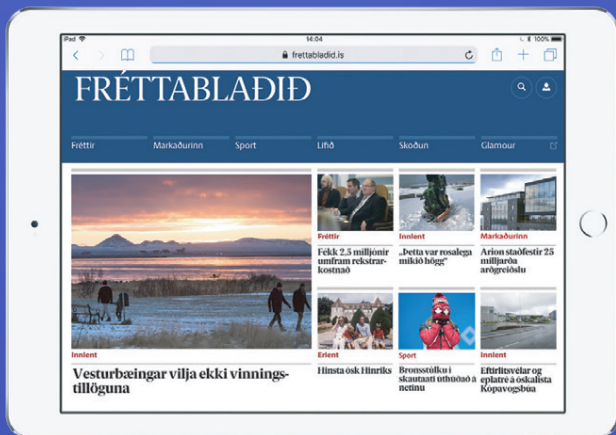 iPad
14:04
100%
frettabladid.is
FRÉTTABLAÐIÐ
Fréttir
Markaðurinn
Sport
Lífið
Skoðun
Glamour
Innlent
Vesturbæingar vilja ekki vinnings-
tillöguna
Fréttir
Fékk 2,5 milljónir
umfram rekstrar-
kostnað
Innlent
„Þetta var rosalega
mikið högg“
Markaðurinn
Arion staðfestir 25
milljarða
arðgreiðslu
Erlent
Hinsta ósk Hinriks
Sport
Bronsstúlku í
skautaati úthúðað á
netinu
Innlent
Eftirlitsvélar og
eplatré á óskalista
Kópavogsbúa